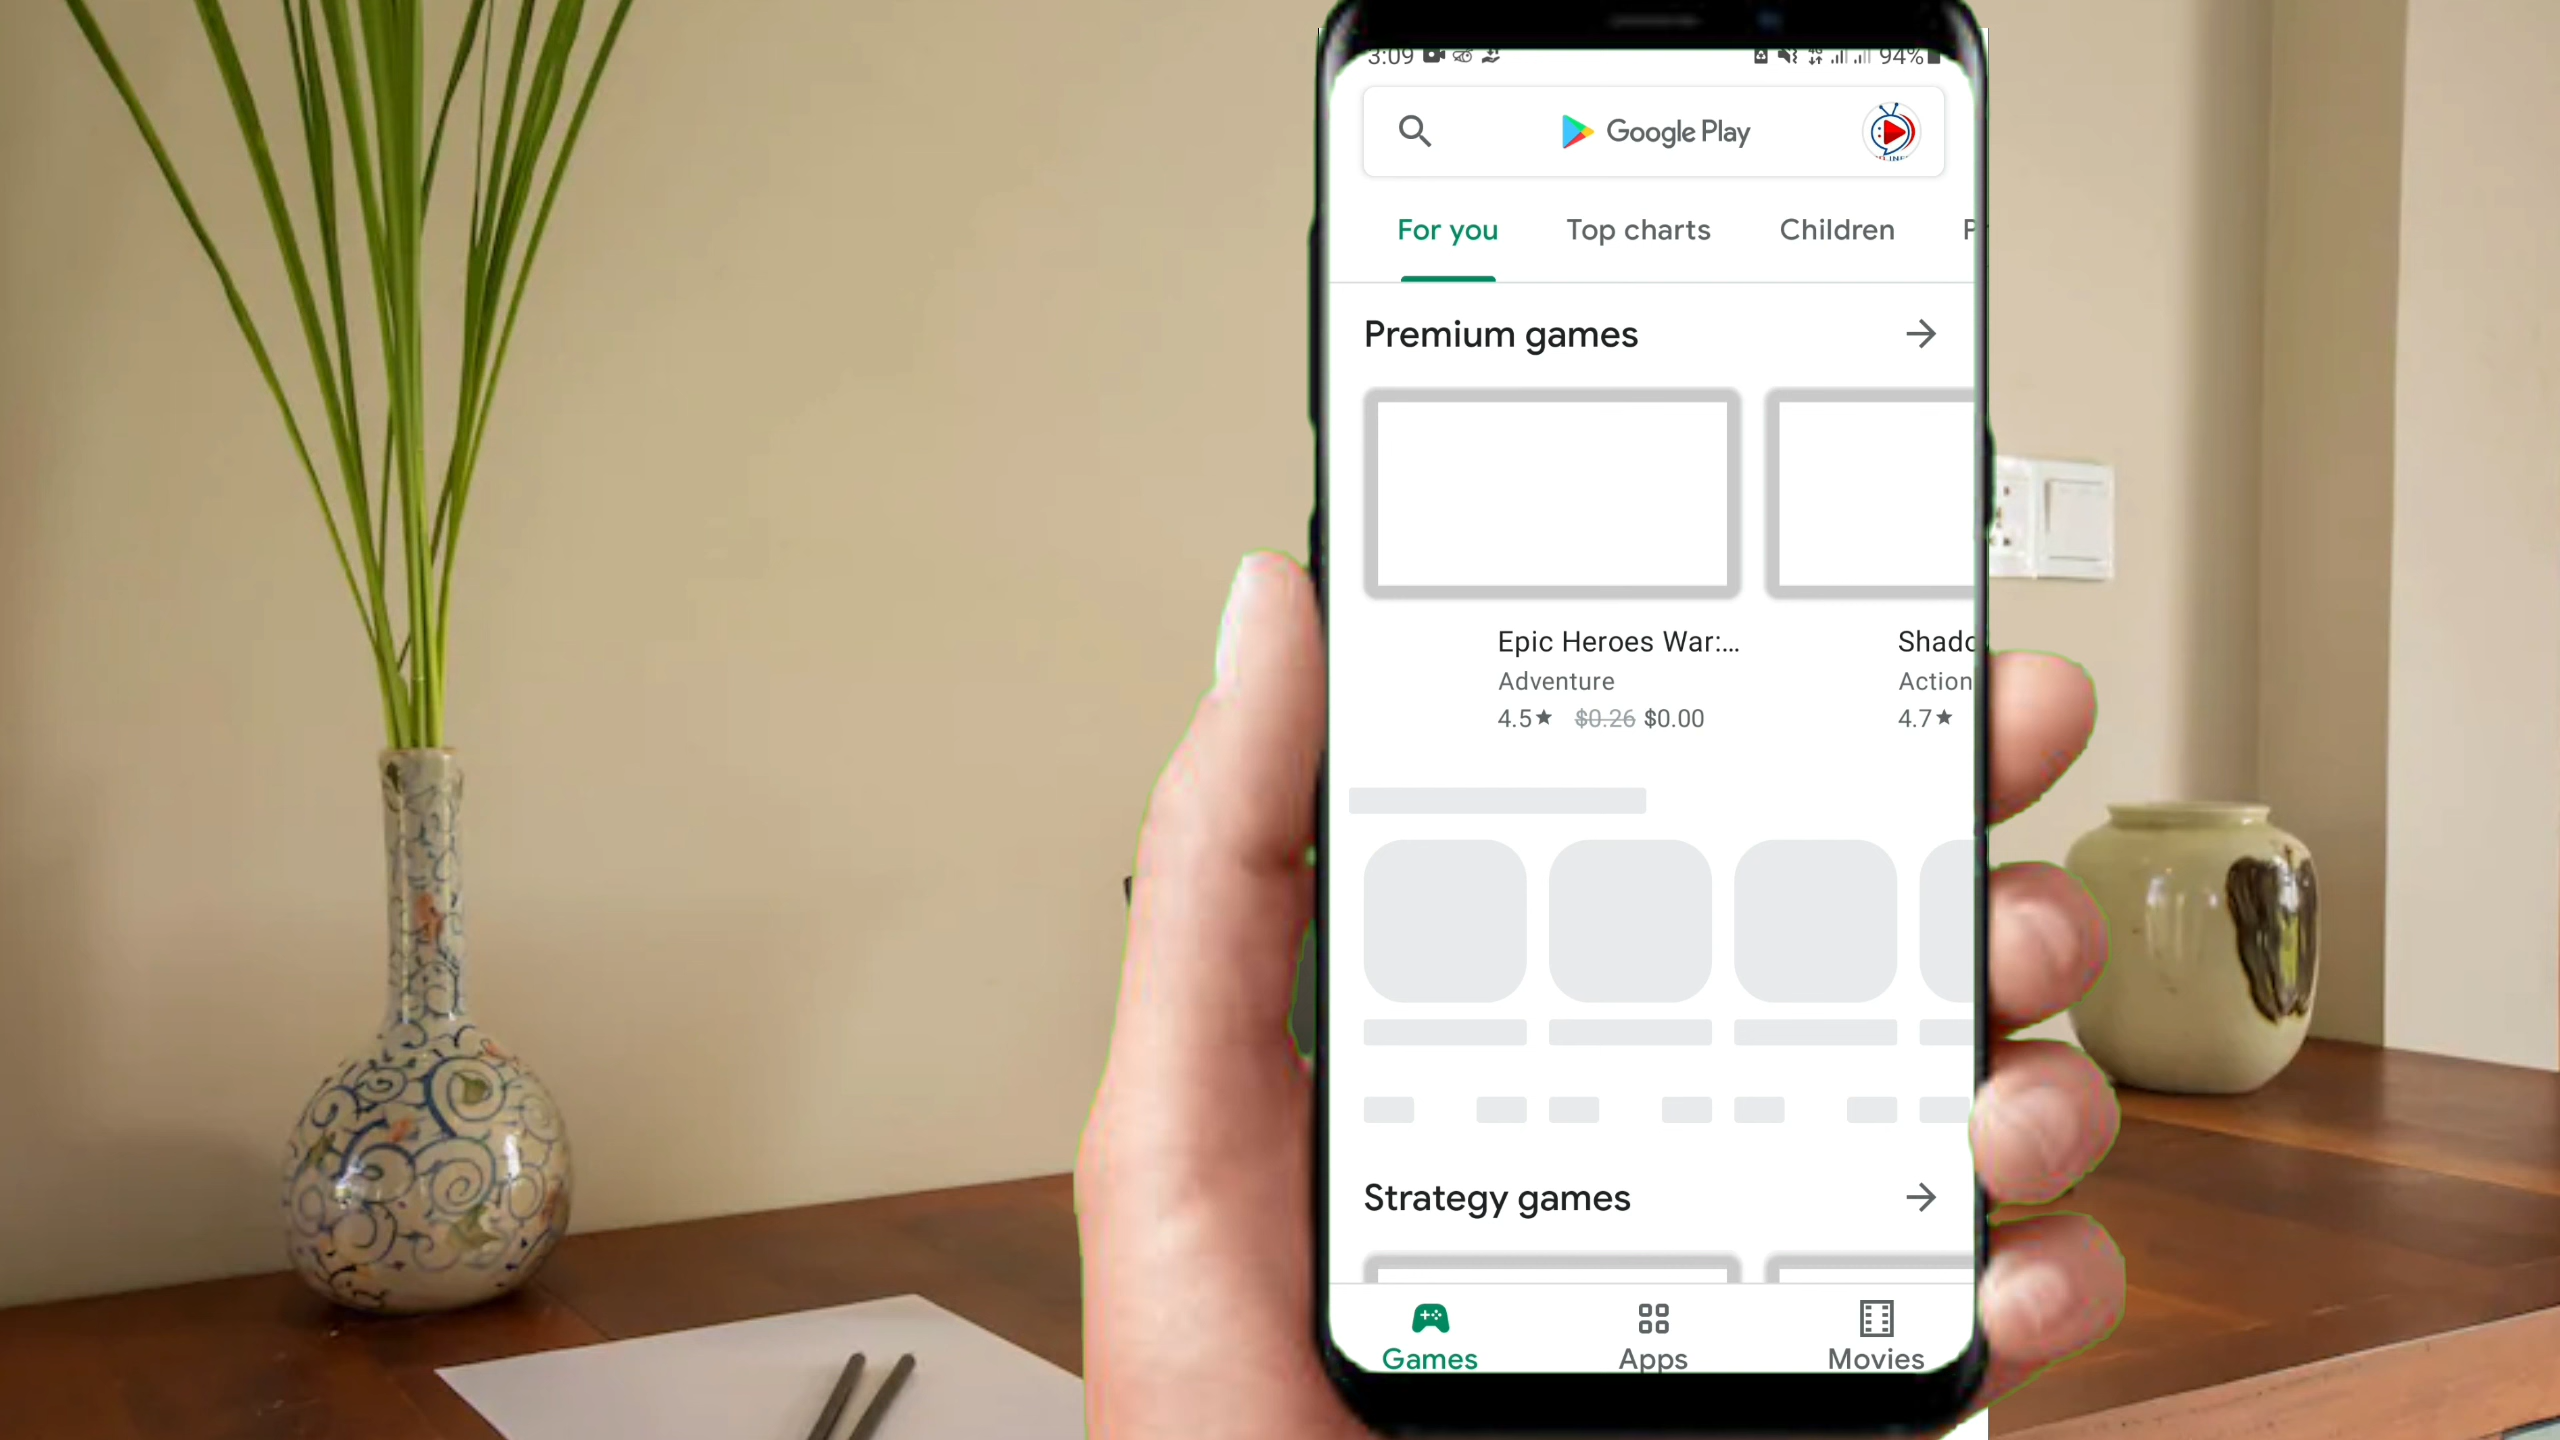 3:09 94%
Google Play
For you Top charts Children
Premium games
Epic Heroes War:... Shado
Adventure Action
4.5★ $0.26 $0.00 4.7★
Strategy games
Games Apps Movies